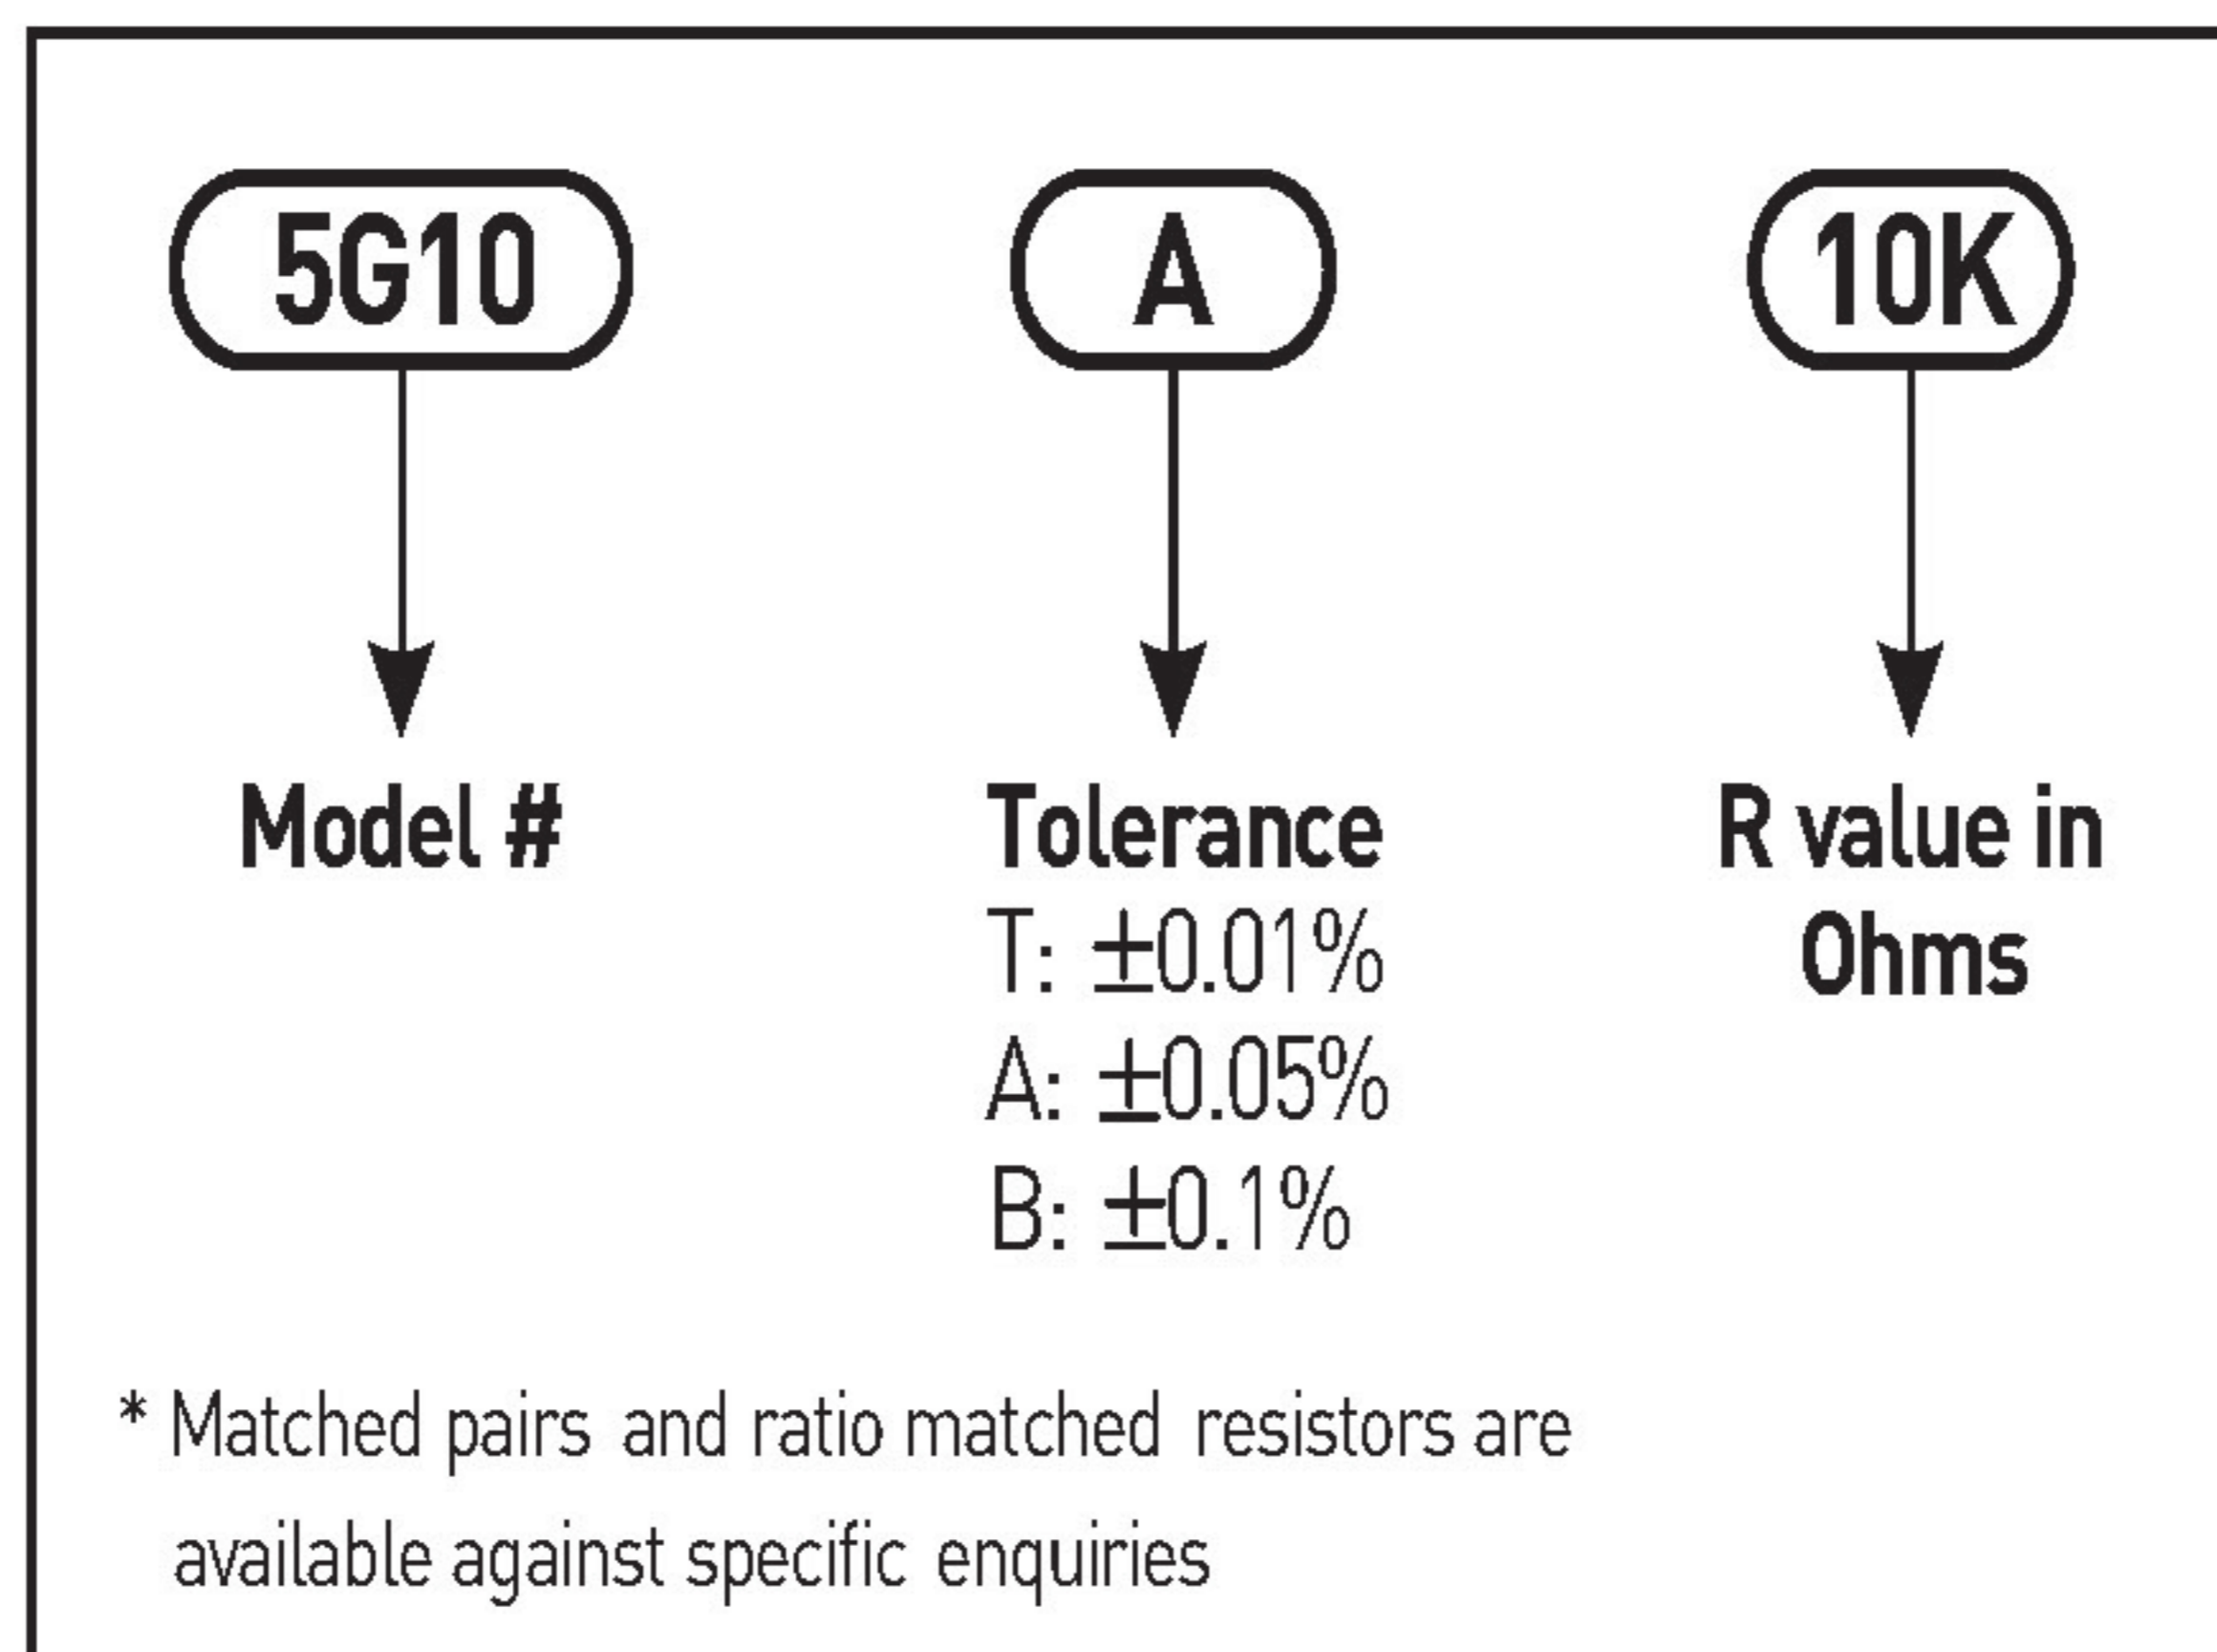 5G10 A 10K
Model # Tolerance R value in
T: ±0.01% Ohms
A: ±0.05%
B: ±0.1%
* Matched pairs and ratio matched resistors are
available against specific enquiries